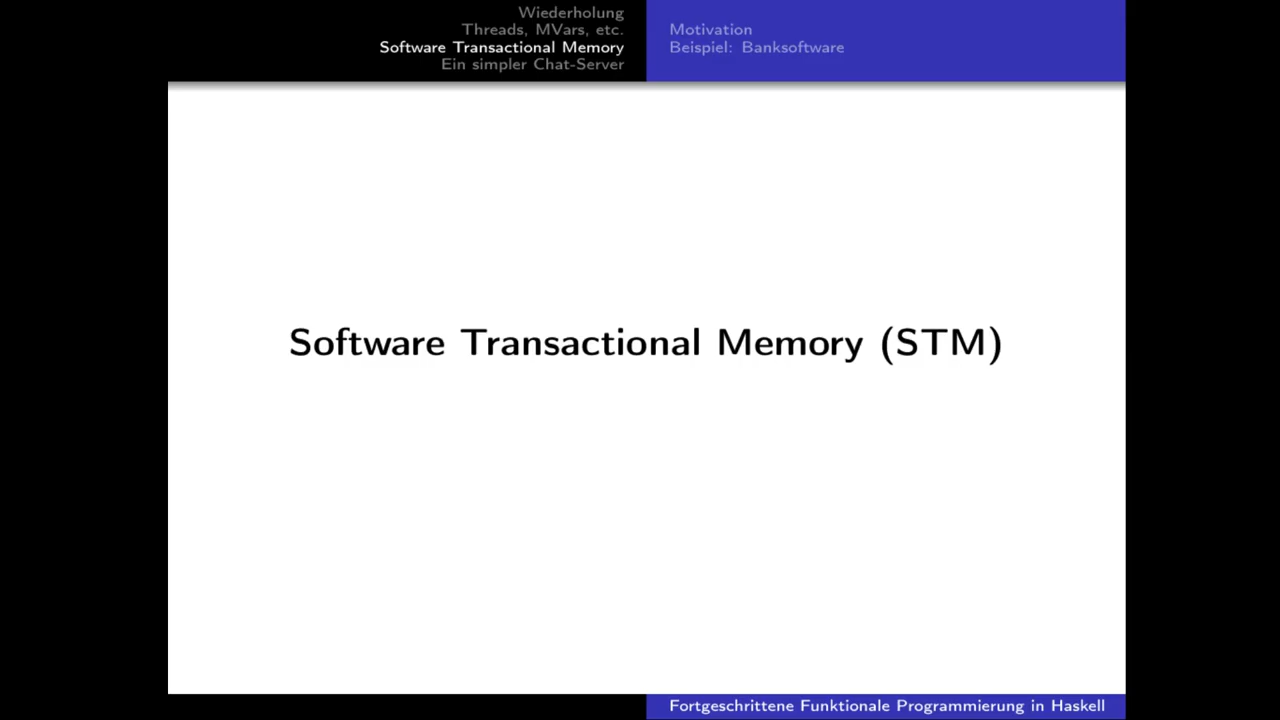 Wiederholung
Threads, MVars, etc.
Software Transactional Memory
Ein simpler Chat-Server
Motivation
Beispiel: Banksoftware
Software Transactional Memory (STM)
Fortgeschrittene Funktionale Programmierung in Haskell